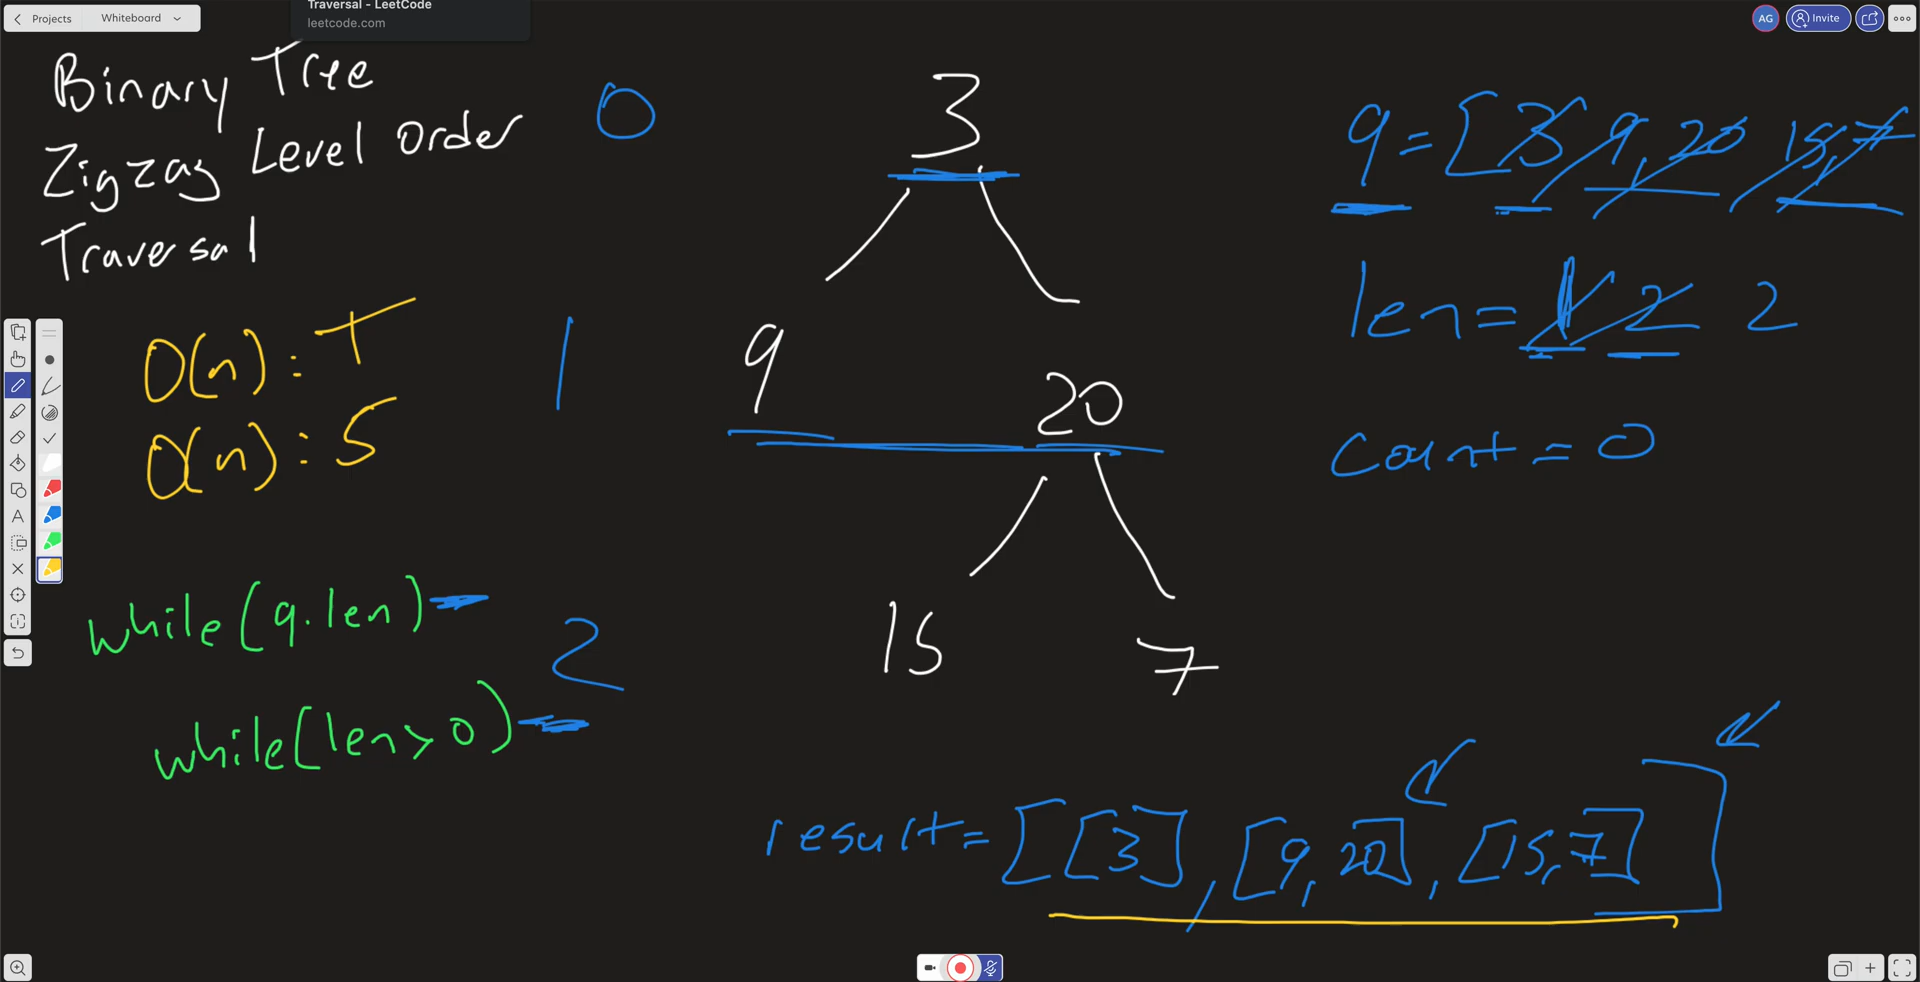 Projects
Whiteboard
Traversal - LeetCode
leetcode.com
AG
Invite
Binary Tree
Zigzag Level Order
Traversal
O(n) : T
O(n) : S
while(q.len)
while(len>0)
0
1
2
3
9
20
15
7
q = [3, 9, 20, 15, 7
len = 1 2 2
count = 0
result = [[3], [9, 20], [15, 7]]